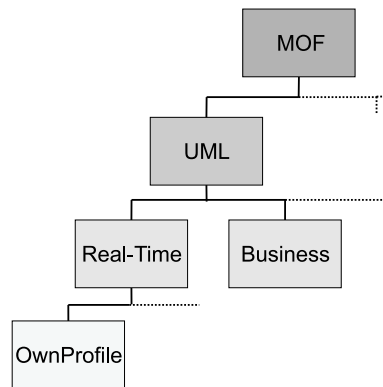 MOF
UML
Real-Time
Business
OwnProfile